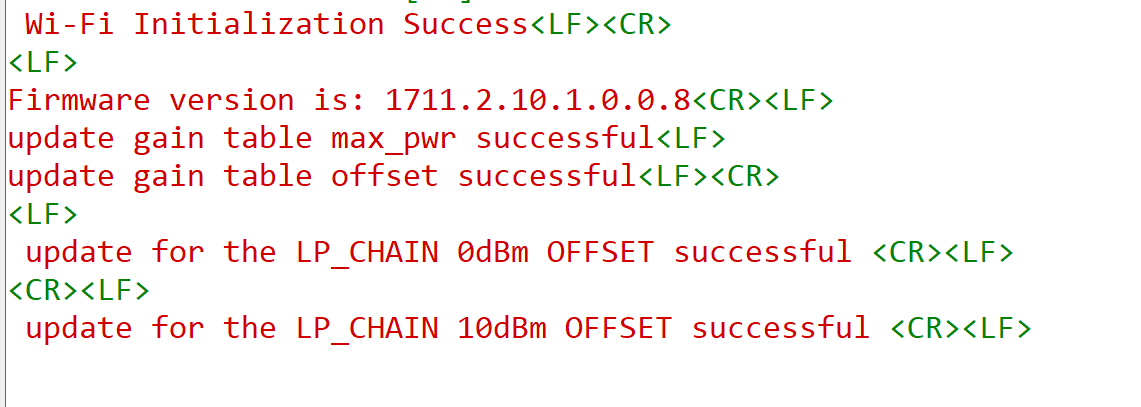 Wi-Fi Initialization Success<LF><CR>
<LF>
Firmware version is: 1711.2.10.1.0.0.8<CR><LF>
update gain table max_pwr successful<LF>
update gain table offset successful<LF><CR>
<LF>
update for the LP_CHAIN 0dBm OFFSET successful <CR><LF>
<CR><LF>
update for the LP_CHAIN 10dBm OFFSET successful <CR><LF>